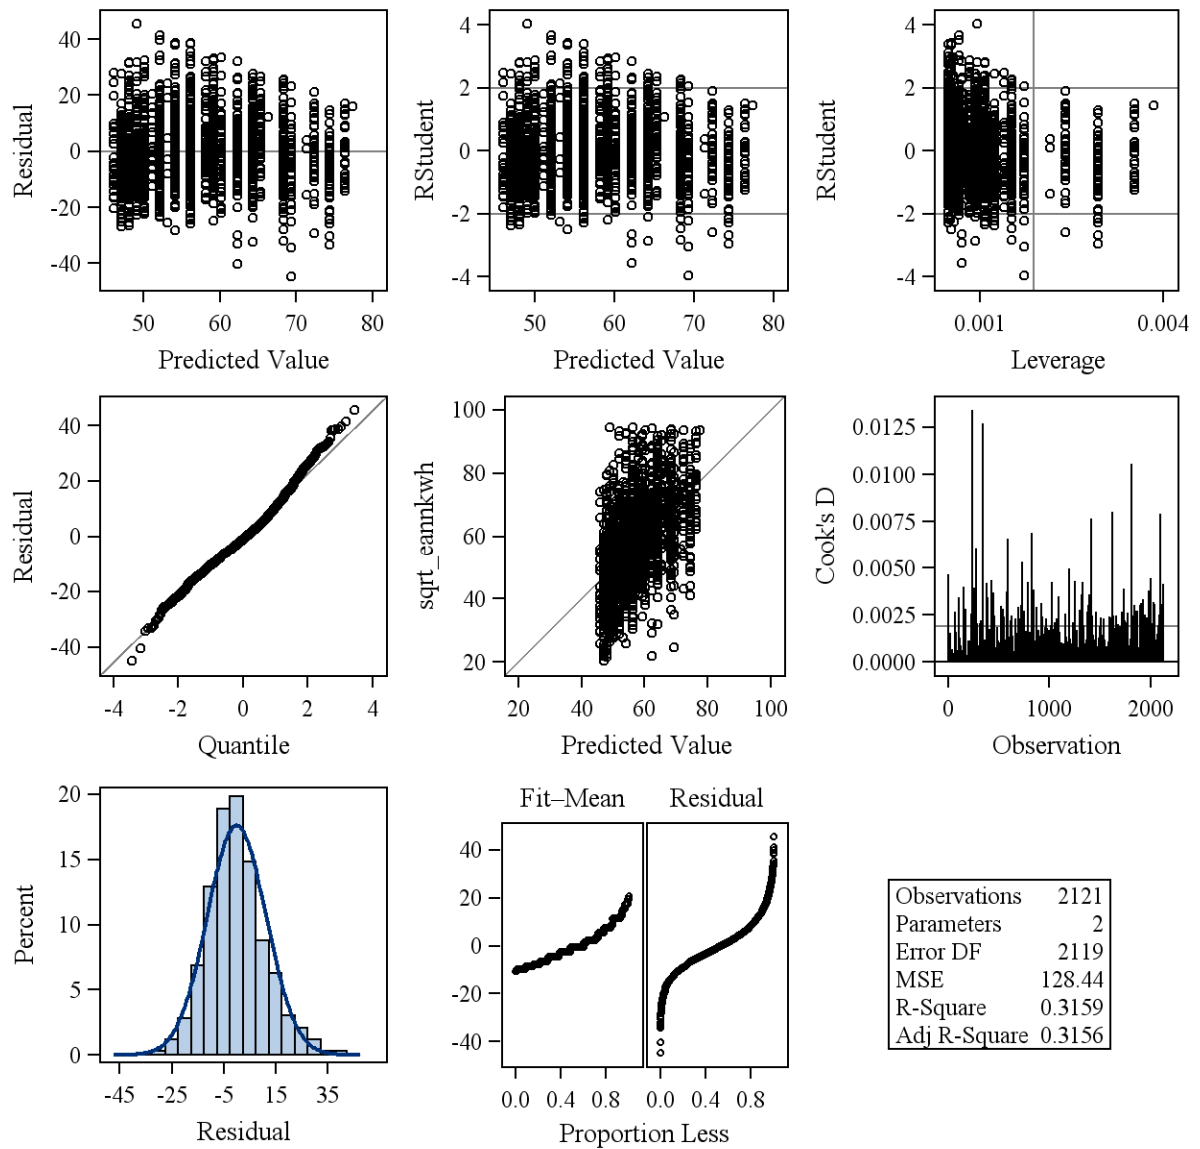 40
20
0
-20
-40
Residual
50 60 70 80
Predicted Value
4
2
0
-2
-4
RStudent
50 60 70 80
Predicted Value
4
2
0
-2
-4
RStudent
0.001 0.004
Leverage
40
20
0
-20
-40
Residual
-4 -2 0 2 4
Quantile
100
80
60
40
20
sqrt_eannkwh
20 40 60 80 100
Predicted Value
0.0125
0.0100
0.0075
0.0050
0.0025
0.0000
Cook's D
0 1000 2000
Observation
20
15
10
5
0
Percent
-45 -25 -5 15 35
Residual
Fit–Mean Residual
40
20
0
-20
-40
0.0 0.4 0.8 0.0 0.4 0.8
Proportion Less
Observations 2121
Parameters 2
Error DF 2119
MSE 128.44
R-Square 0.3159
Adj R-Square 0.3156